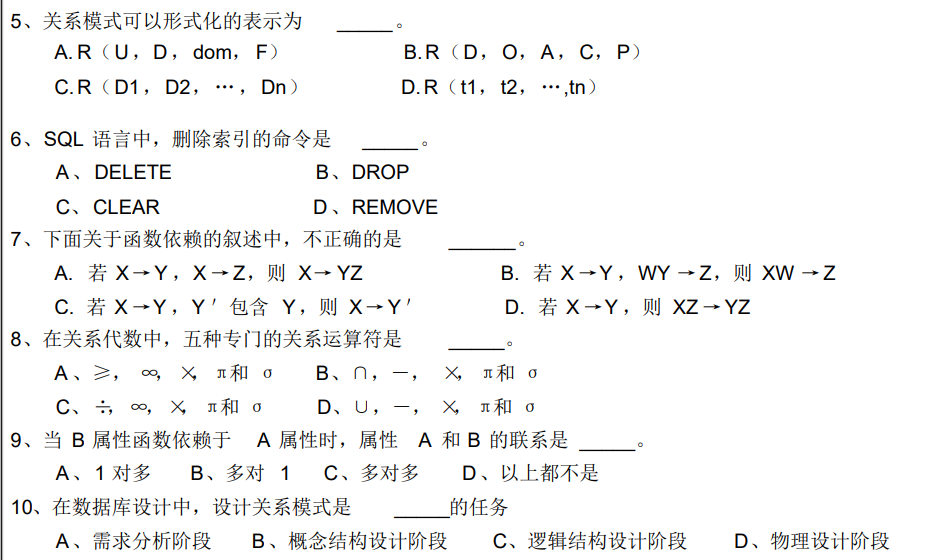 5、关系模式可以形式化的表示为 _____。
A.R（U，D，dom，F） B.R（D，O，A，C，P）
C.R（D1，D2，…，Dn） D.R（t1，t2，…,tn）
6、SQL 语言中，删除索引的命令是 _____。
A、DELETE B、DROP
C、CLEAR D、REMOVE
7、下面关于函数依赖的叙述中，不正确的是 ______。
A. 若 X→Y，X→Z，则 X→YZ B. 若 X→Y，WY→Z，则 XW→Z
C. 若 X→Y，Y′包含 Y，则 X→Y′ D. 若 X→Y，则 XZ→YZ
8、在关系代数中，五种专门的关系运算符是 _____。
A、≥，∞，×，π和 σ B、∩，－，×，π和 σ
C、÷，∞，×，π和 σ D、∪，－，×，π和 σ
9、当 B 属性函数依赖于 A 属性时，属性 A 和 B 的联系是 _____。
A、1 对多 B、多对 1 C、多对多 D、以上都不是
10、在数据库设计中，设计关系模式是 _____的任务
A、需求分析阶段 B、概念结构设计阶段 C、逻辑结构设计阶段 D、物理设计阶段